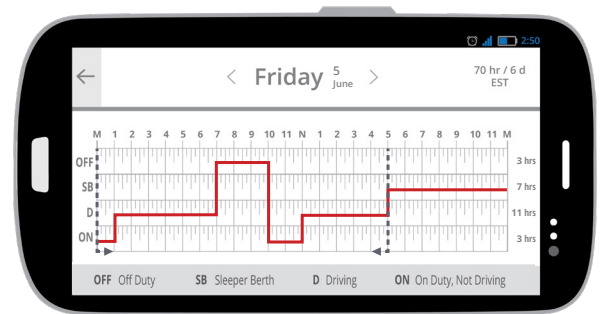 2:50
Friday 5 June
70 hr / 6 d
EST
M 1 2 3 4 5 6 7 8 9 10 11 N 1 2 3 4 5 6 7 8 9 10 11 M
OFF 3 hrs
SB 7 hrs
D 11 hrs
ON 3 hrs
OFF Off Duty SB Sleeper Berth D Driving ON On Duty, Not Driving